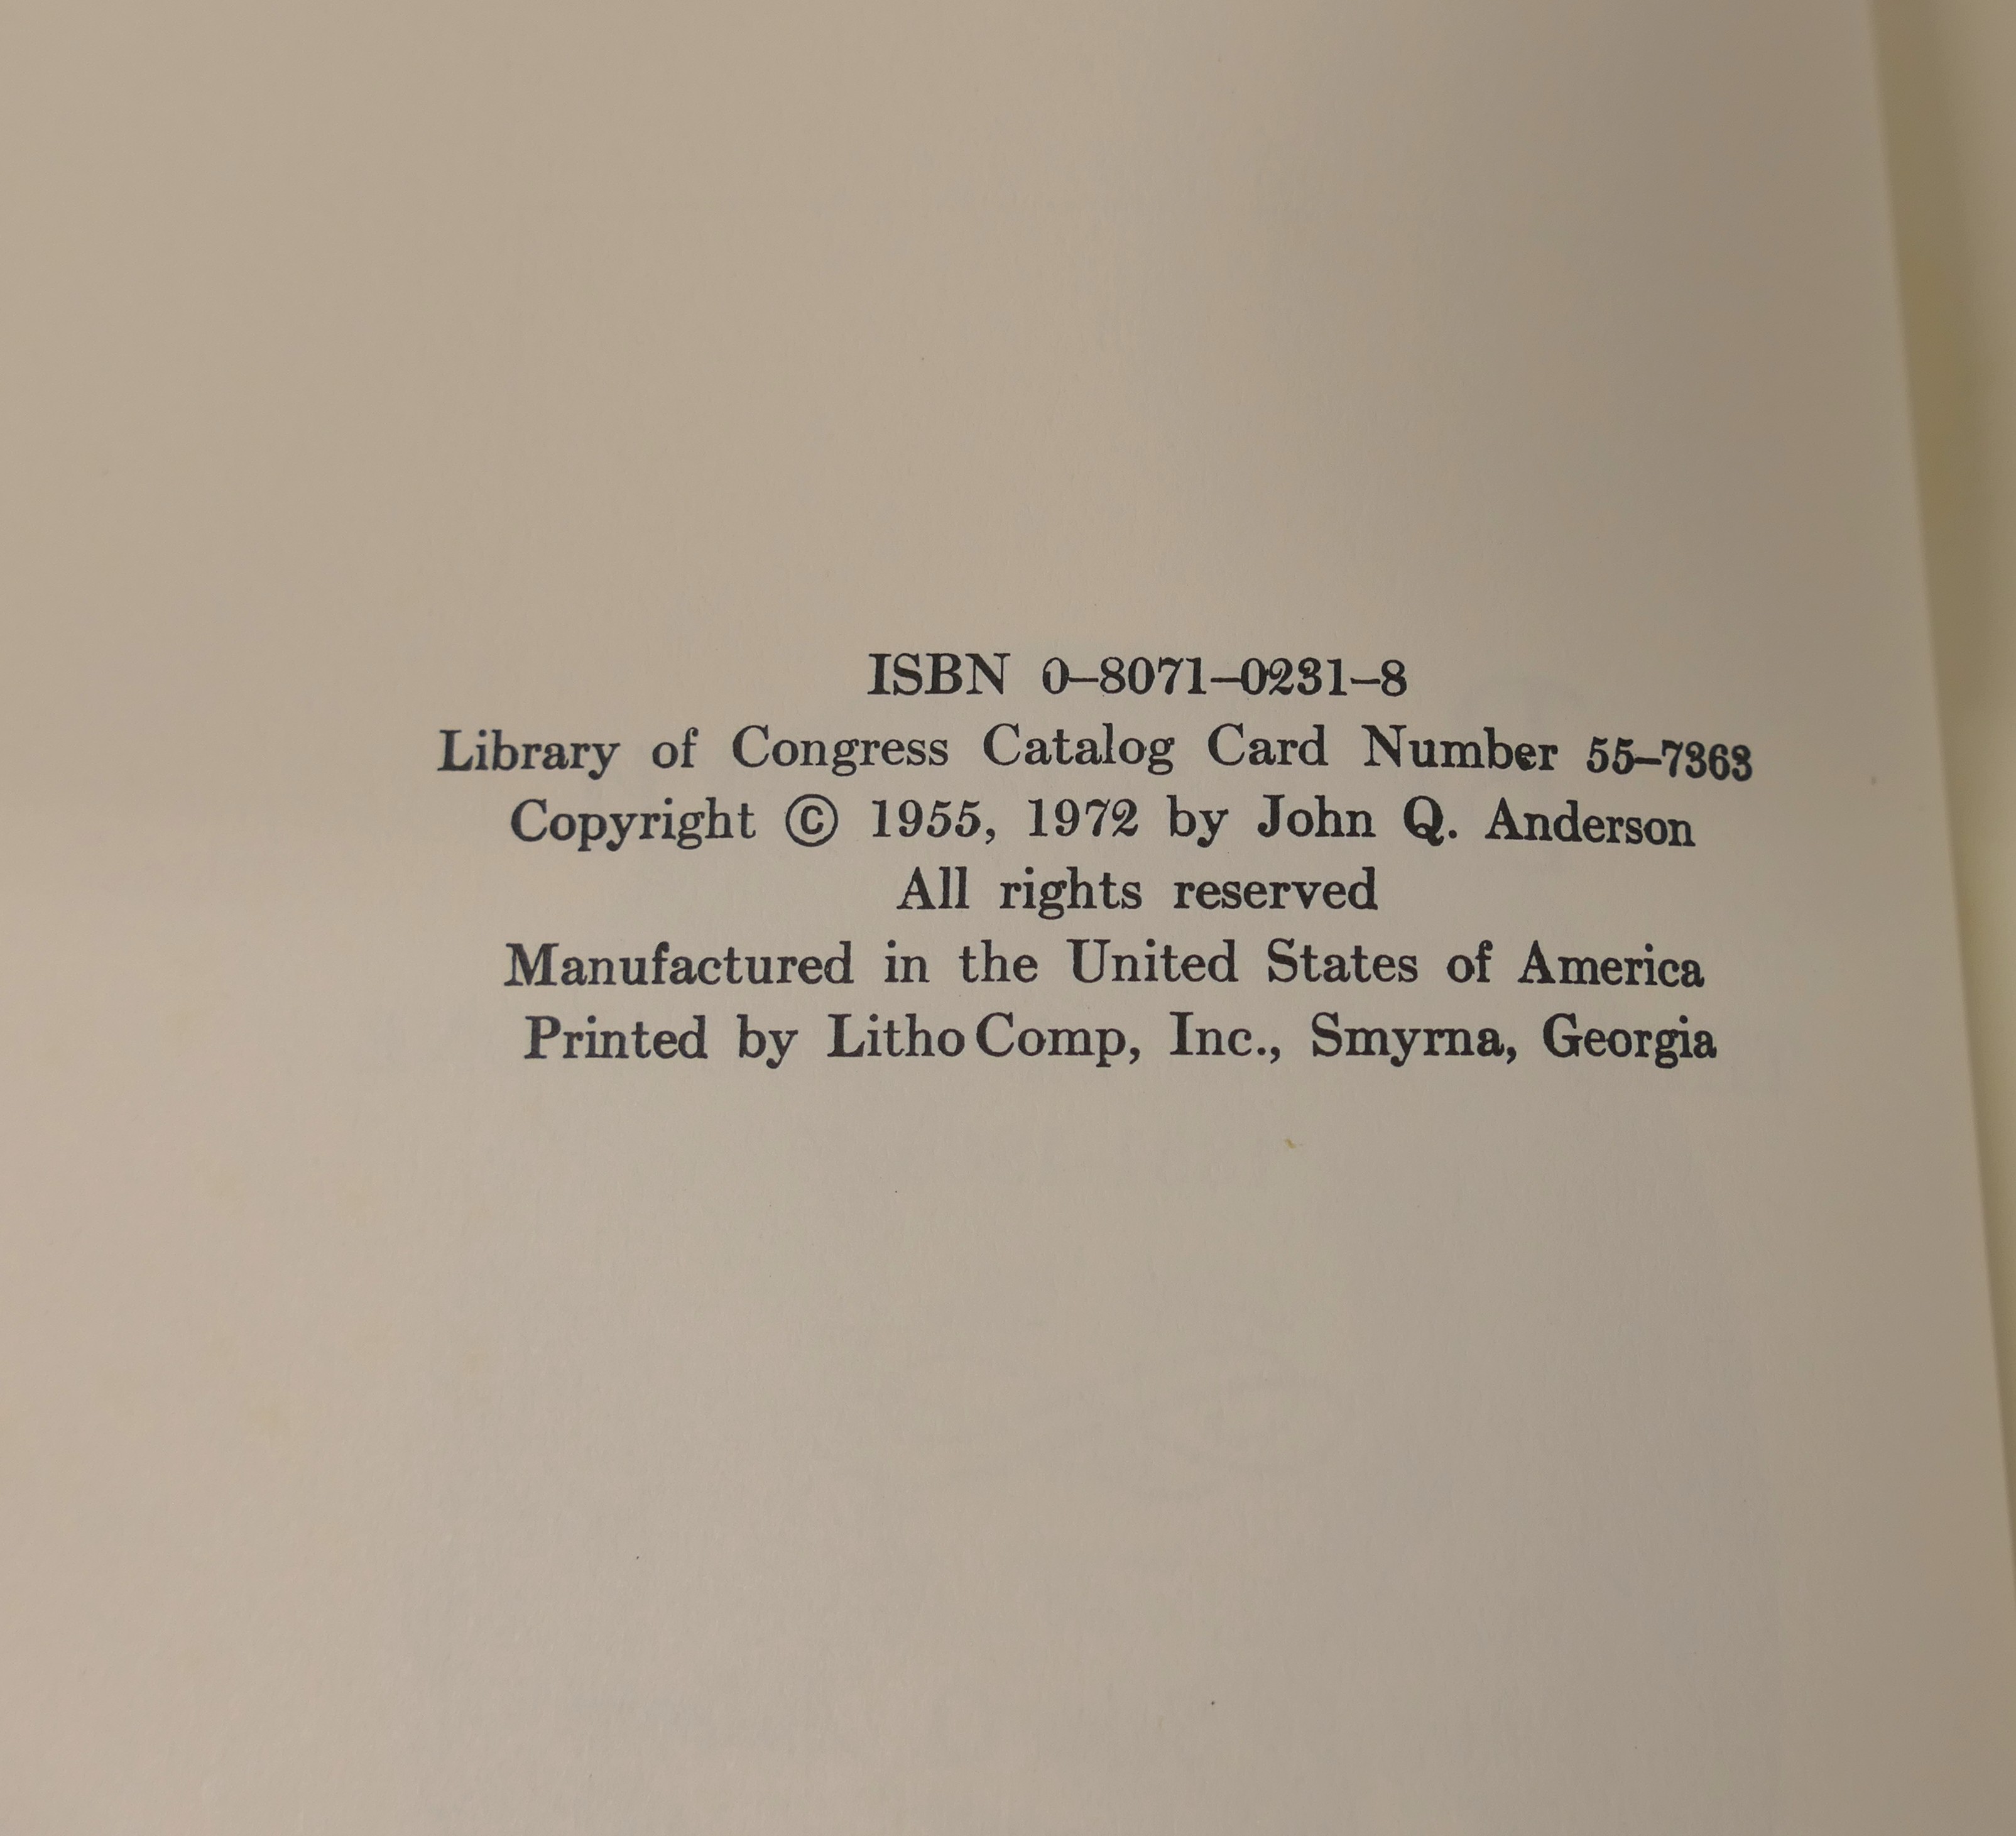 ISBN 0–8071–0231–8
Library of Congress Catalog Card Number 55–7363
Copyright © 1955, 1972 by John Q. Anderson
All rights reserved
Manufactured in the United States of America
Printed by Litho Comp, Inc., Smyrna, Georgia